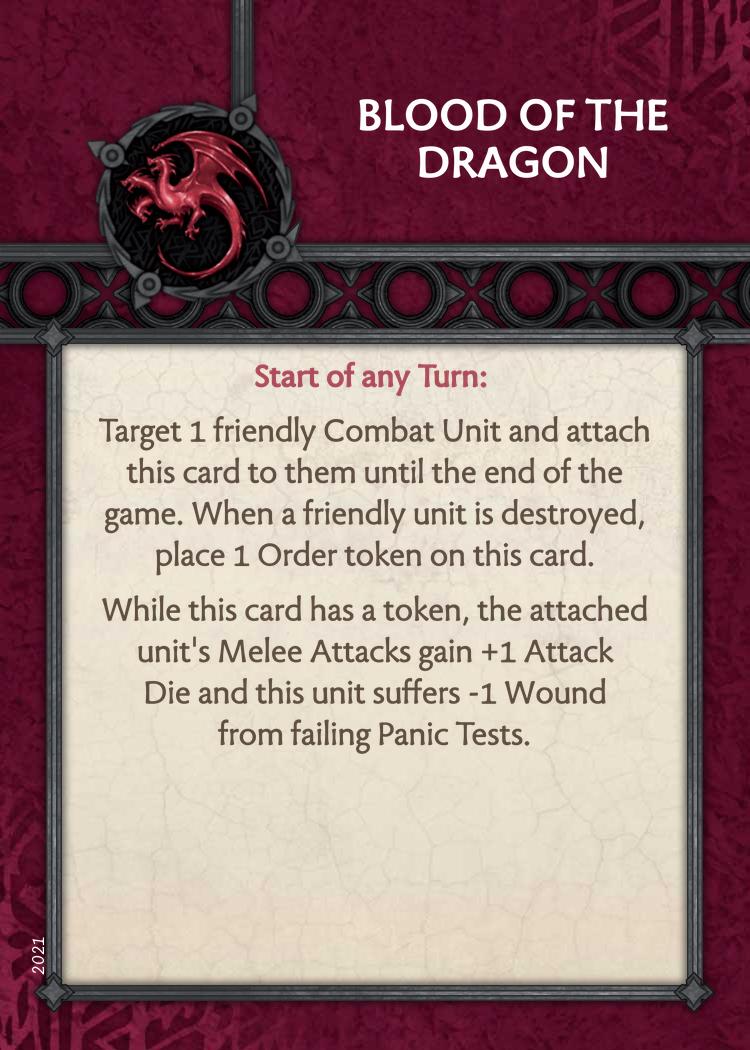 BLOOD OF THE
DRAGON
Start of any Turn:
Target 1 friendly Combat Unit and attach
this card to them until the end of the
game. When a friendly unit is destroyed,
place 1 Order token on this card.
While this card has a token, the attached
unit's Melee Attacks gain +1 Attack
Die and this unit suffers -1 Wound
from failing Panic Tests.
2021